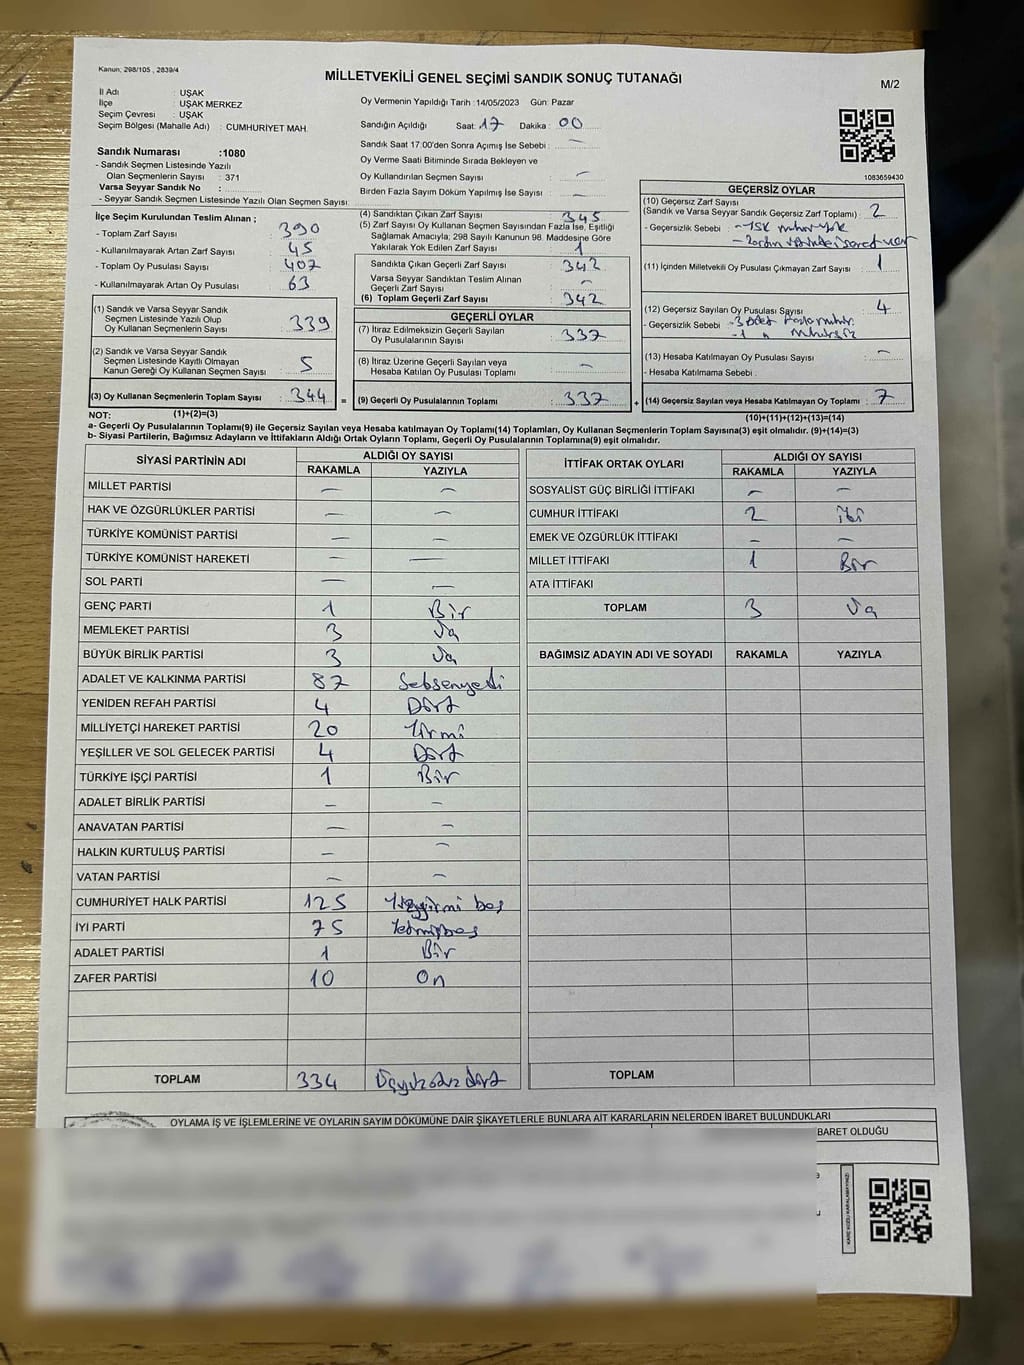 Kanun; 298/105 , 2839/4
MİLLETVEKİLİ GENEL SEÇİMİ SANDIK SONUÇ TUTANAĞI
M/2
İl Adı : UŞAK
İlçe : UŞAK MERKEZ
Seçim Çevresi : UŞAK
Seçim Bölgesi (Mahalle Adı) : CUMHURİYET MAH.
Sandık Numarası :1080
- Sandık Seçmen Listesinde Yazılı
Olan Seçmenlerin Sayısı : 371
Varsa Seyyar Sandık No :
- Seyyar Sandık Seçmen Listesinde Yazılı Olan Seçmen Sayısı:
Oy Vermenin Yapıldığı Tarih :14/05/2023 Gün: Pazar
Sandığın Açıldığı Saat: 17 Dakika : 00
Sandık Saat 17:00'den Sonra Açımış İse Sebebi : —
Oy Verme Saati Bitiminde Sırada Bekleyen ve
Oy Kullandırılan Seçmen Sayısı : —
Birden Fazla Sayım Döküm Yapılmış İse Sayısı : —
1083659430
İlçe Seçim Kurulundan Teslim Alınan ;
- Toplam Zarf Sayısı : 390
- Kullanılmayarak Artan Zarf Sayısı : 45
- Toplam Oy Pusulası Sayısı : 407
- Kullanılmayarak Artan Oy Pusulası : 63
(1) Sandık ve Varsa Seyyar Sandık
Seçmen Listesinde Yazılı Olup
Oy Kullanan Seçmenlerin Sayısı : 339
(2) Sandık ve Varsa Seyyar Sandık
Seçmen Listesinde Kayıtlı Olmayan
Kanun Gereği Oy Kullanan Seçmen Sayısı : 5
(3) Oy Kullanan Seçmenlerin Toplam Sayısı : 344 =
(4) Sandıktan Çıkan Zarf Sayısı : 345
(5) Zarf Sayısı Oy Kullanan Seçmen Sayısından Fazla İse, Eşitliği
Sağlamak Amacıyla, 298 Sayılı Kanunun 98. Maddesine Göre
Yakılarak Yok Edilen Zarf Sayısı : 1
Sandıkta Çıkan Geçerli Zarf Sayısı : 342
Varsa Seyyar Sandıktan Teslim Alınan
Geçerli Zarf Sayısı : —
(6) Toplam Geçerli Zarf Sayısı : 342
GEÇERLİ OYLAR
(7) İtiraz Edilmeksizin Geçerli Sayılan
Oy Pusulalarının Sayısı : 337
(8) İtiraz Üzerine Geçerli Sayılan veya
Hesaba Katılan Oy Pusulası Toplamı : —
(9) Geçerli Oy Pusulalarının Toplamı : 337 +
GEÇERSİZ OYLAR
(10) Geçersiz Zarf Sayısı
(Sandık ve Varsa Seyyar Sandık Geçersiz Zarf Toplamı) : 2
- Geçersizlik Sebebi : - YSK mühür yok
(11) İçinden Milletvekili Oy Pusulası Çıkmayan Zarf Sayısı : 1
(12) Geçersiz Sayılan Oy Pusulası Sayısı : 4
- Geçersizlik Sebebi : - 3 adet fazla mühür.
- 1 " mühürsüz
(13) Hesaba Katılmayan Oy Pusulası Sayısı : —
- Hesaba Katılmama Sebebi :
(14) Geçersiz Sayılan veya Hesaba Katılmayan Oy Toplamı : 7
NOT: (1)+(2)=(3)
(10)+(11)+(12)+(13)=(14)
a- Geçerli Oy Pusulalarının Toplamı(9) ile Geçersiz Sayılan veya Hesaba katılmayan Oy Toplamı(14) Toplamları, Oy Kullanan Seçmenlerin Toplam Sayısına(3) eşit olmalıdır. (9)+(14)=(3)
b- Siyasi Partilerin, Bağımsız Adayların ve İttifakların Aldığı Ortak Oyların Toplamı, Geçerli Oy Pusulalarının Toplamına(9) eşit olmalıdır.
SİYASİ PARTİNİN ADI
ALDIĞI OY SAYISI
RAKAMLA YAZIYLA
MİLLET PARTİSİ — —
HAK VE ÖZGÜRLÜKLER PARTİSİ — —
TÜRKİYE KOMÜNİST PARTİSİ — —
TÜRKİYE KOMÜNİST HAREKETİ — —
SOL PARTİ — —
GENÇ PARTİ 1 Bir
MEMLEKET PARTİSİ 3 Üç
BÜYÜK BİRLİK PARTİSİ 3 Üç
ADALET VE KALKINMA PARTİSİ 87 Seksenyedi
YENİDEN REFAH PARTİSİ 4 Dört
MİLLİYETÇİ HAREKET PARTİSİ 20 Yirmi
YEŞİLLER VE SOL GELECEK PARTİSİ 4 Dört
TÜRKİYE İŞÇİ PARTİSİ 1 Bir
ADALET BİRLİK PARTİSİ — —
ANAVATAN PARTİSİ — —
HALKIN KURTULUŞ PARTİSİ — —
VATAN PARTİSİ — —
CUMHURİYET HALK PARTİSİ 125 Yüzyirmi beş
İYİ PARTİ 75 Yetmişbeş
ADALET PARTİSİ 1 Bir
ZAFER PARTİSİ 10 On
TOPLAM 334 Üçyüzotuz dört
İTTİFAK ORTAK OYLARI
ALDIĞI OY SAYISI
RAKAMLA YAZIYLA
SOSYALİST GÜÇ BİRLİĞİ İTTİFAKI — —
CUMHUR İTTİFAKI 2 iki
EMEK VE ÖZGÜRLÜK İTTİFAKI — —
MİLLET İTTİFAKI 1 Bir
ATA İTTİFAKI
TOPLAM 3 Üç
BAĞIMSIZ ADAYIN ADI VE SOYADI RAKAMLA YAZIYLA
TOPLAM
OYLAMA İŞ VE İŞLEMLERİNE VE OYLARIN SAYIM DÖKÜMÜNE DAİR ŞİKAYETLERLE BUNLARA AİT KARARLARIN NELERDEN İBARET BULUNDUKLARI
BARET OLDUĞU